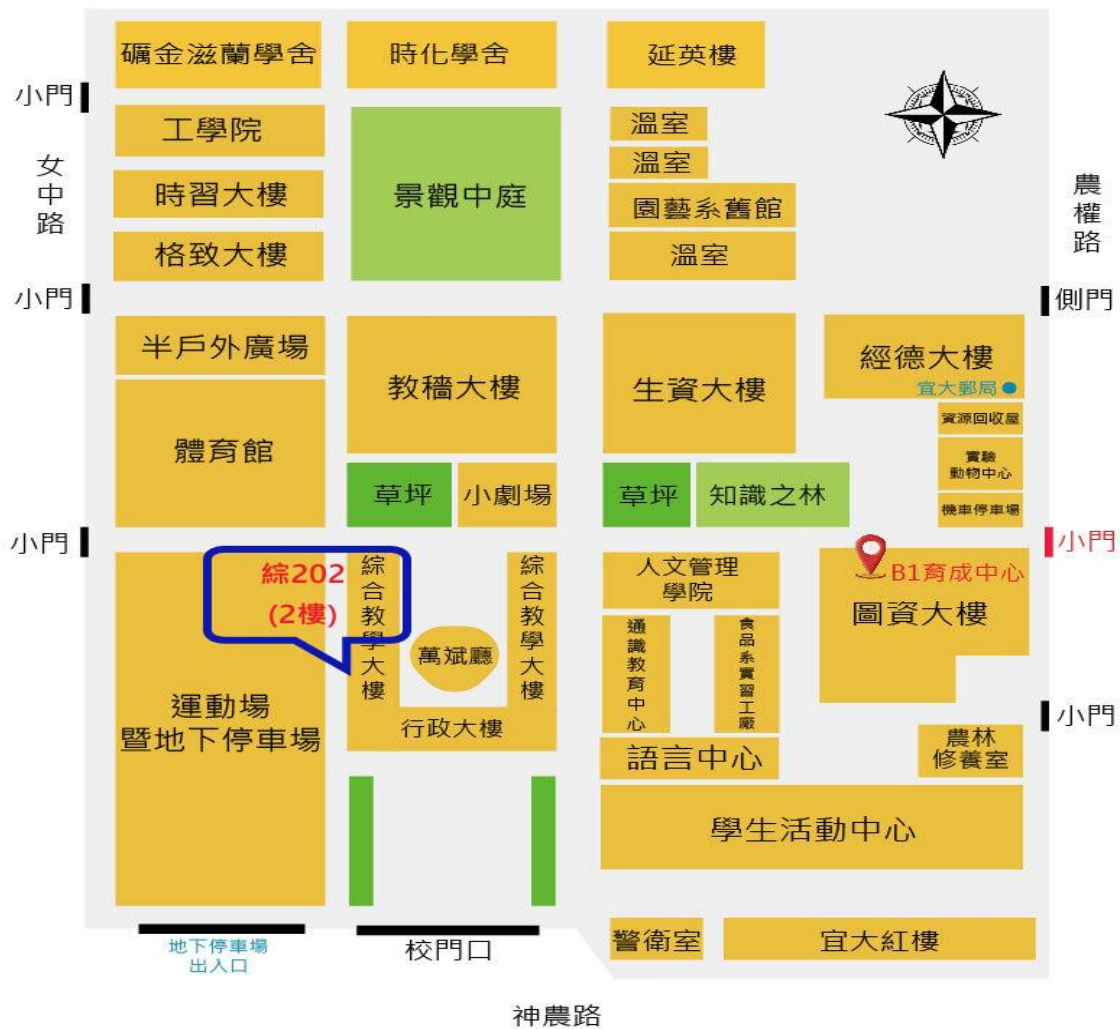 礪金滋蘭學舍
時化學舍
延英樓
小門
工學院
溫室
溫室
女中路
時習大樓
景觀中庭
園藝系舊館
農權路
格致大樓
溫室
小門
側門
半戶外廣場
教穡大樓
生資大樓
經德大樓
宜大郵局
資源回收屋
體育館
實驗
動物中心
草坪
小劇場
草坪
知識之林
機車停車場
小門
小門
綜202
(2樓)
綜合教學大樓
綜合教學大樓
人文管理
學院
B1育成中心
圖資大樓
萬斌廳
通識教育中心
食品系實習工廠
運動場
暨地下停車場
行政大樓
小門
語言中心
農林
修養室
學生活動中心
地下停車場
出入口
校門口
警衛室
宜大紅樓
神農路